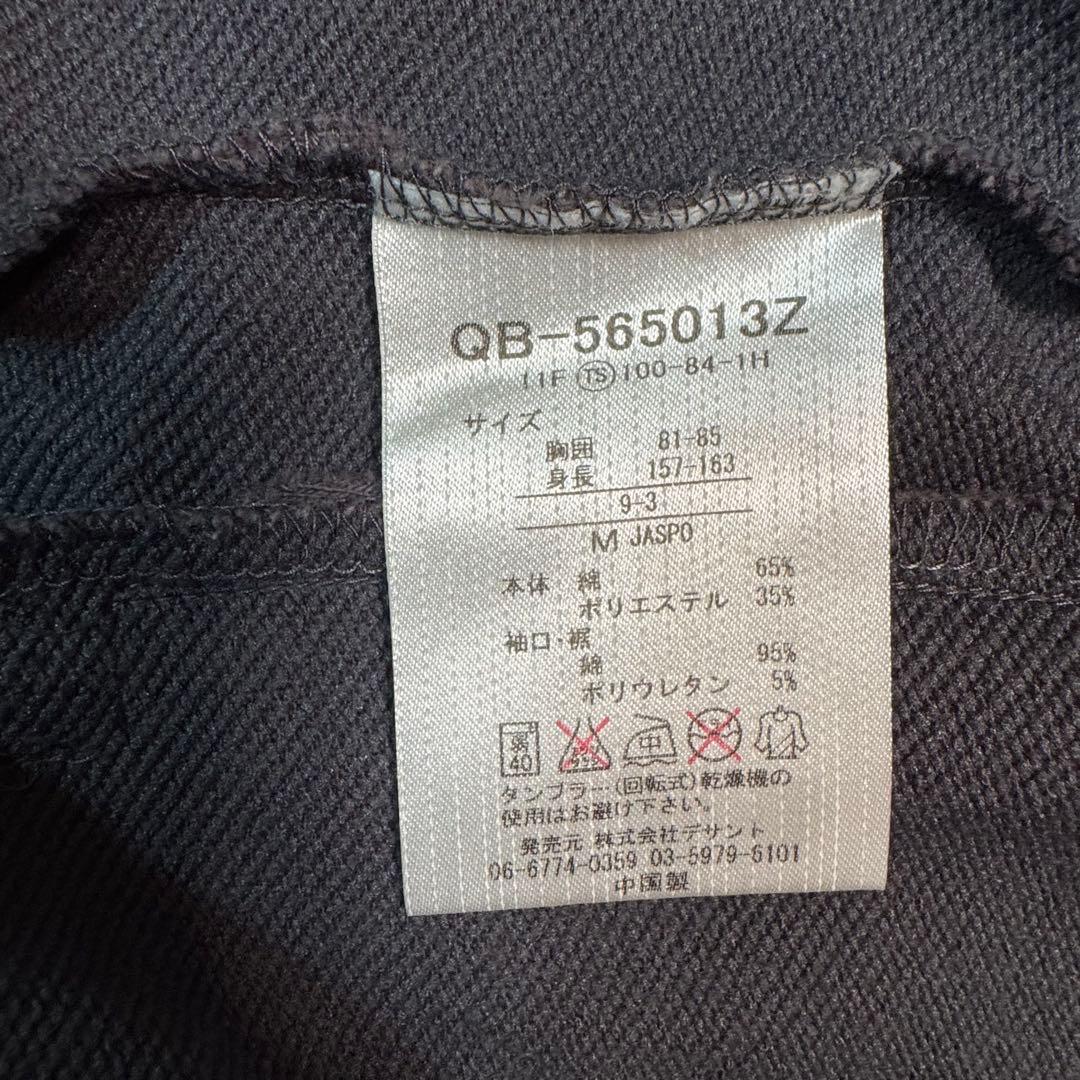 QB-565013Z
11F TS 100-84-1H
サイズ
胸囲 81-85
身長 157-163
9-3
M JASPO
本体 綿 65%
ポリエステル 35%
袖口・裾
綿 95%
ポリウレタン 5%
弱 40 中
タンブラー(回転式)乾燥機の
使用はお避け下さい。
発売元 株式会社デサント
06-6774-0359 03-5979-6101
中国製